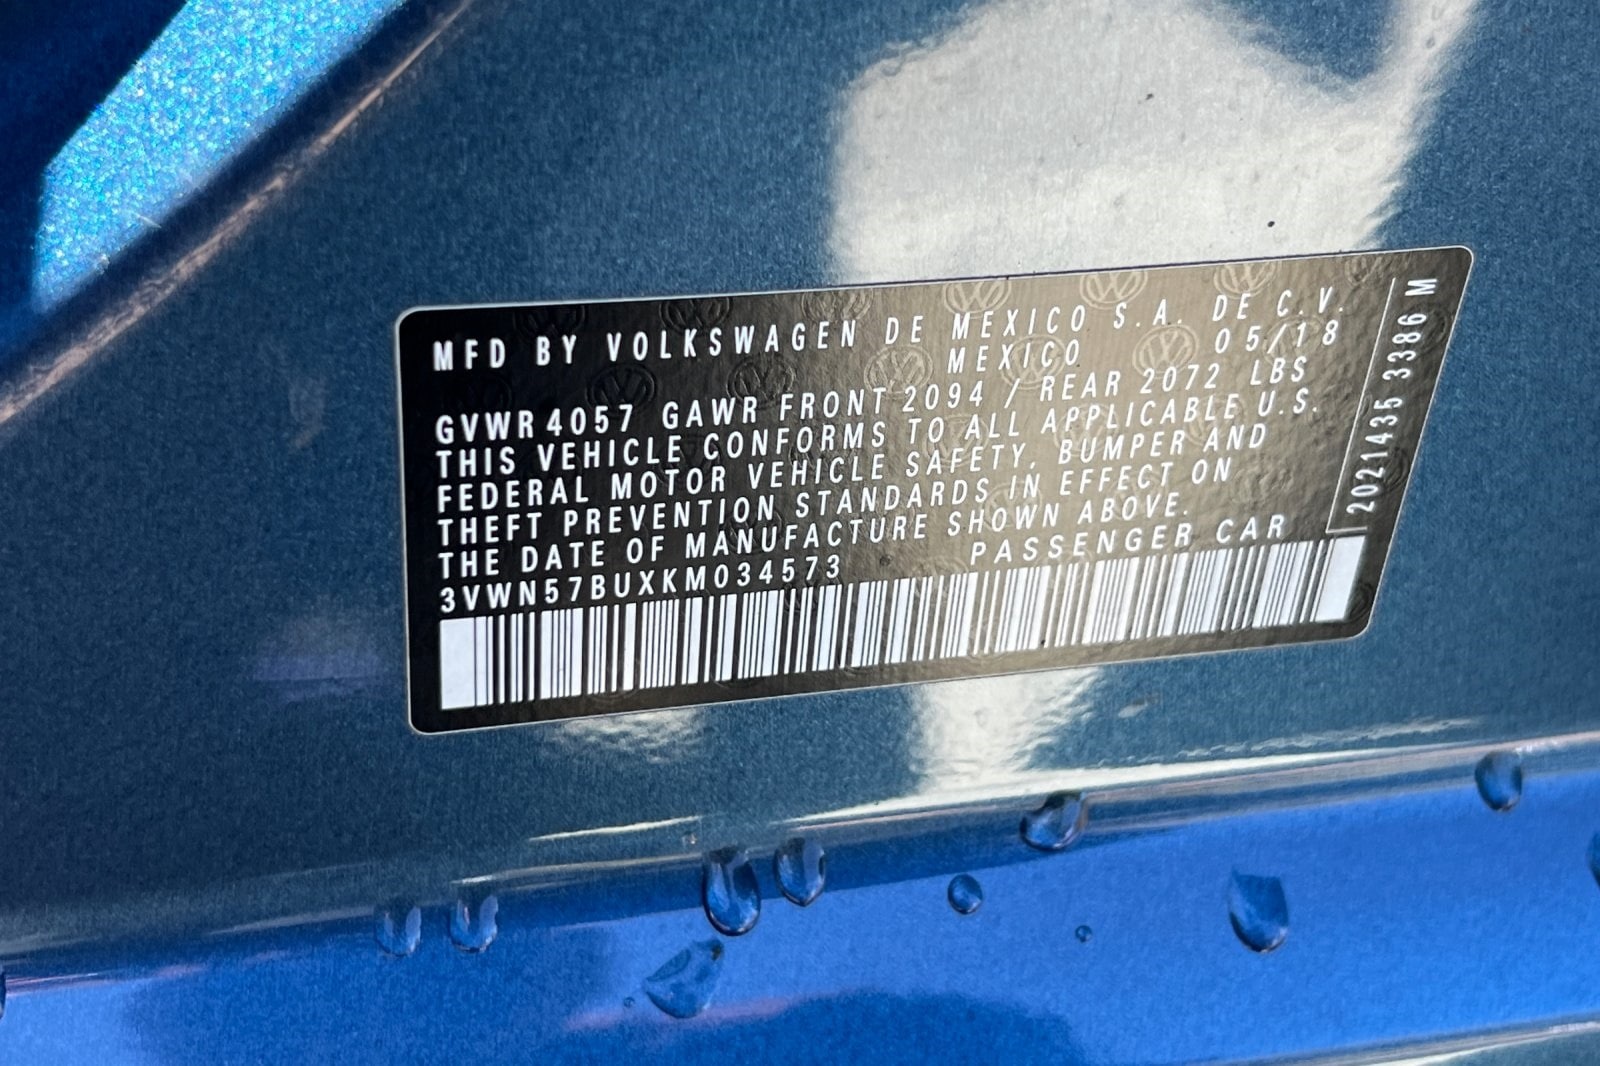 MFD BY VOLKSWAGEN DE MEXICO S.A. DE C.V.
MEXICO 05/18
GVWR 4057 GAWR FRONT 2094 / REAR 2072 LBS
THIS VEHICLE CONFORMS TO ALL APPLICABLE U.S.
FEDERAL MOTOR VEHICLE SAFETY, BUMPER AND
THEFT PREVENTION STANDARDS IN EFFECT ON
THE DATE OF MANUFACTURE SHOWN ABOVE.
3VWN57BUXKM034573 PASSENGER CAR
2021435 3386 M